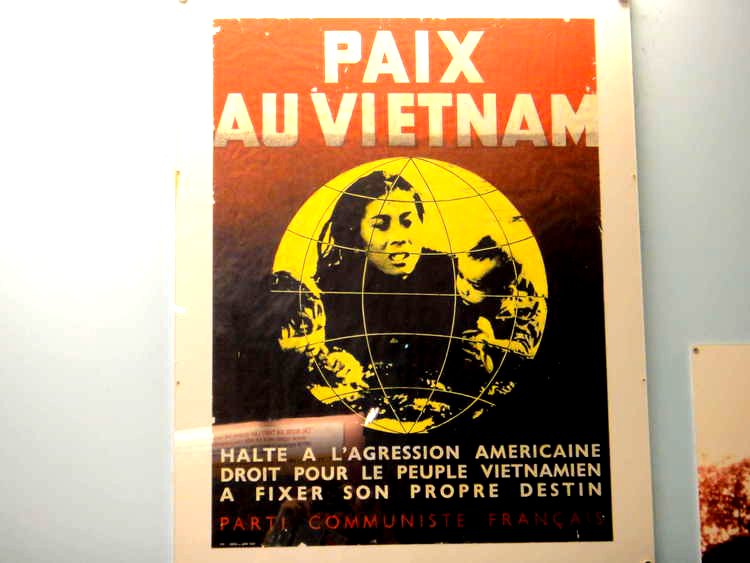 PAIX
AU VIETNAM
HALTE A L'AGRESSION AMERICAINE
DROIT POUR LE PEUPLE VIETNAMIEN
A FIXER SON PROPRE DESTIN
PARTI COMMUNISTE FRANÇAIS